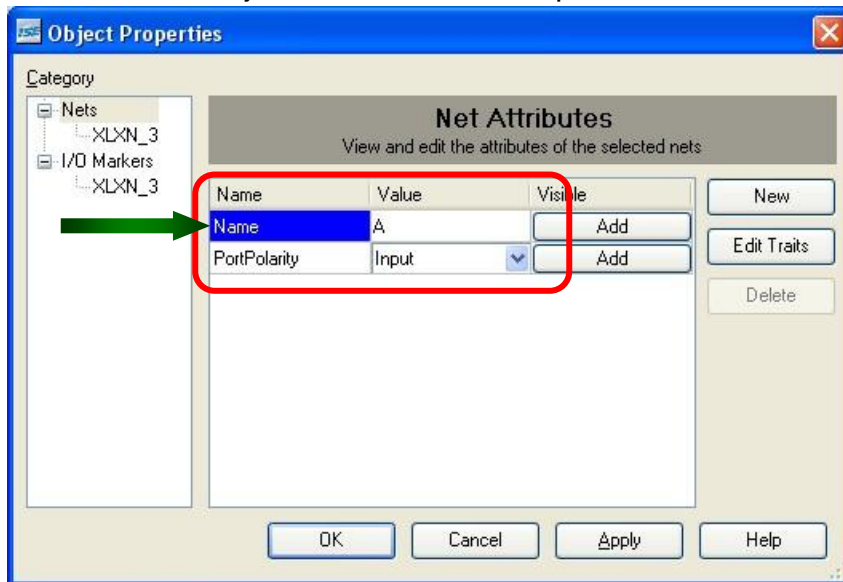 ISE Object Properties
Category
Nets
XLXN_3
I/O Markers
XLXN_3
Net Attributes
View and edit the attributes of the selected nets
Name Value Visible
Name A Add
PortPolarity Input Add
New
Edit Traits
Delete
OK Cancel Apply Help